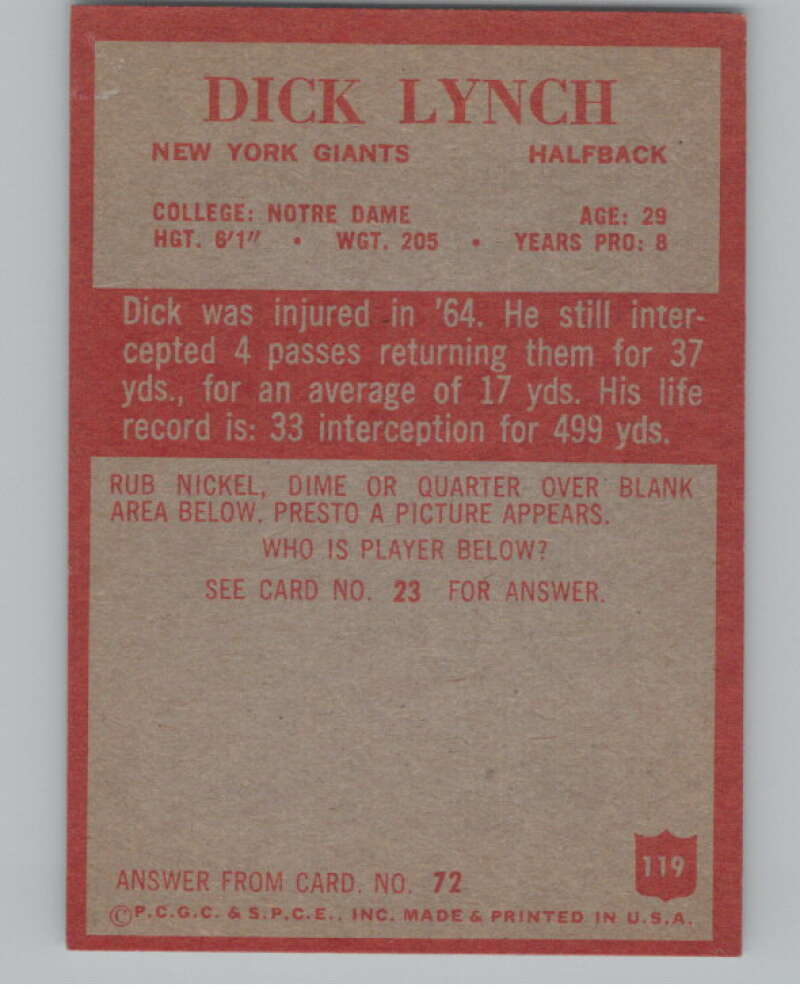 DICK LYNCH
NEW YORK GIANTS HALFBACK
COLLEGE: NOTRE DAME AGE: 29
HGT. 6'1" • WGT. 205 • YEARS PRO: 8
Dick was injured in '64. He still inter-
cepted 4 passes returning them for 37
yds., for an average of 17 yds. His life
record is: 33 interception for 499 yds.
RUB NICKEL, DIME OR QUARTER OVER BLANK
AREA BELOW. PRESTO A PICTURE APPEARS.
WHO IS PLAYER BELOW?
SEE CARD NO. 23 FOR ANSWER.
119
ANSWER FROM CARD. NO. 72
©P.C.G.C. & S.P.C.E., INC. MADE & PRINTED IN U.S.A.